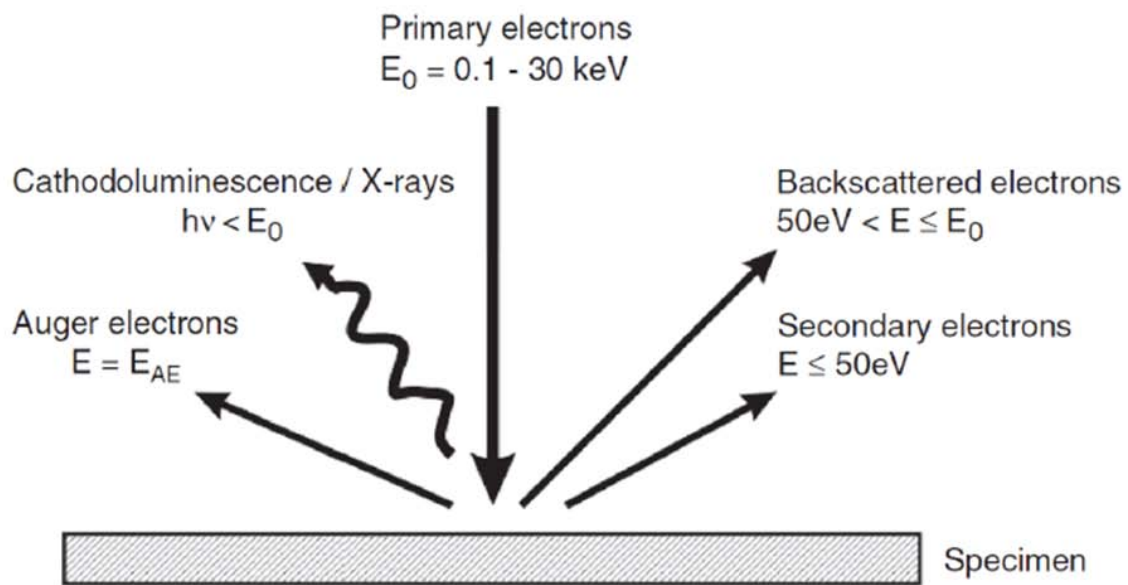 Primary electrons
E₀ = 0.1 - 30 keV
Cathodoluminescence / X-rays
hν < E₀
Backscattered electrons
50eV < E ≤ E₀
Auger electrons
E = E_AE
Secondary electrons
E ≤ 50eV
Specimen